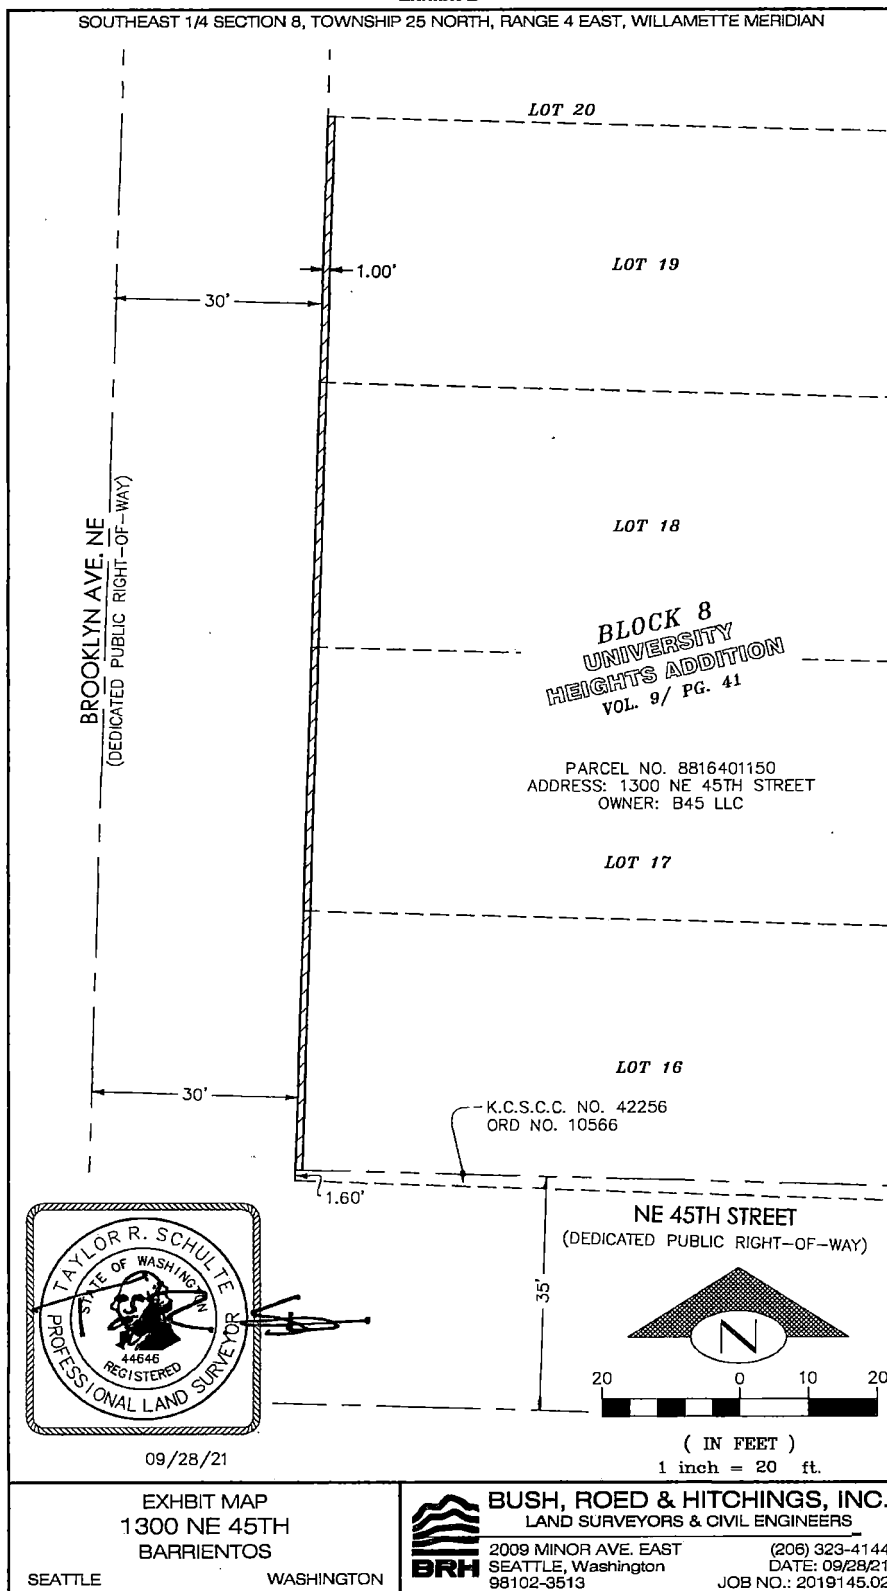 SOUTHEAST 1/4 SECTION 8, TOWNSHIP 25 NORTH, RANGE 4 EAST, WILLAMETTE MERIDIAN
LOT 20
LOT 19
1.00'
30'
LOT 18
BROOKLYN AVE. NE
(DEDICATED PUBLIC RIGHT-OF-WAY)
BLOCK 8
UNIVERSITY
HEIGHTS ADDITION
VOL. 9/ PG. 41
PARCEL NO. 8816401150
ADDRESS: 1300 NE 45TH STREET
OWNER: B45 LLC
LOT 17
LOT 16
30'
K.C.S.C.C. NO. 42256
ORD NO. 10566
1.60'
NE 45TH STREET
(DEDICATED PUBLIC RIGHT-OF-WAY)
35'
TAYLOR R. SCHULTE
STATE OF WASHINGTON
44646
REGISTERED
PROFESSIONAL LAND SURVEYOR
09/28/21
N
20 0 10 20
( IN FEET )
1 inch = 20 ft.
EXHBIT MAP
1300 NE 45TH
BARRIENTOS
SEATTLE WASHINGTON
BRH
BUSH, ROED & HITCHINGS, INC.
LAND SURVEYORS & CIVIL ENGINEERS
2009 MINOR AVE. EAST (206) 323-4144
SEATTLE, Washington DATE: 09/28/21
98102-3513 JOB NO.: 2019145.02